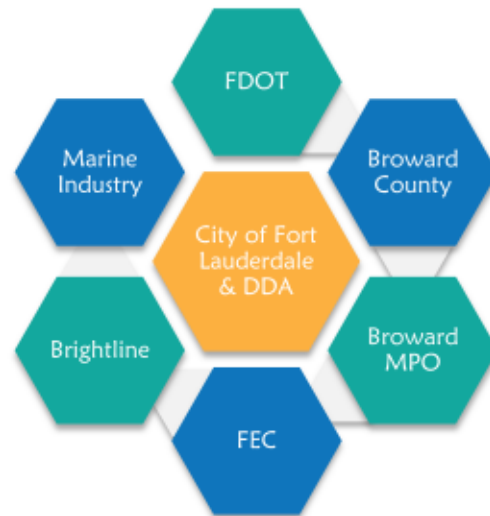 FDOT
Marine
Industry
Broward
County
City of Fort
Lauderdale
& DDA
Brightline
Broward
MPO
FEC